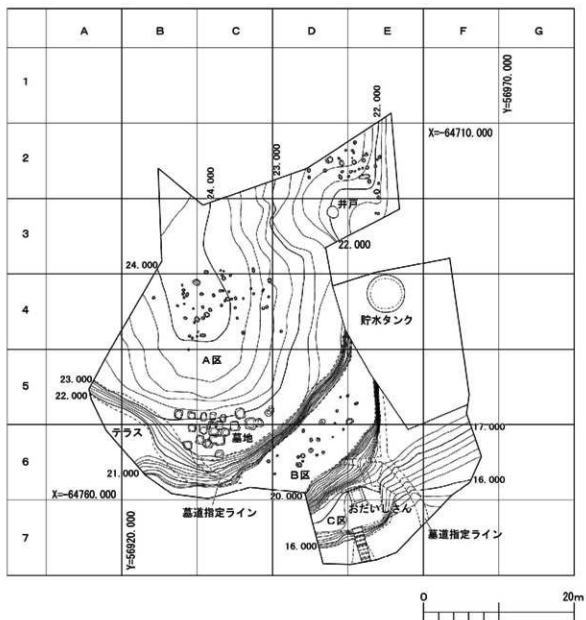 A B C D E F G
1
Y=56970.000
22.000
X=-64710.000
2
24.000
23.000
井戸
3
22.000
24.000
4
貯水タンク
A区
5
23.000
22.000
テラス
墓地
17.000
6
B区
21.000
20.000
16.000
X=-64760.000
おだいしさん
C区
墓道指定ライン
墓道指定ライン
7
Y=56920.000
16.000
0 20m